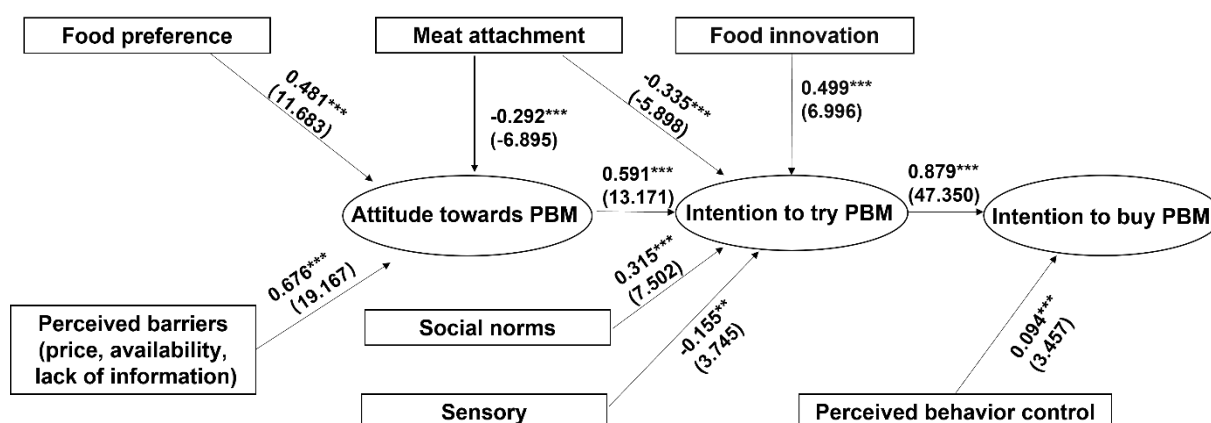 Food preference
Meat attachment
Food innovation
0.481***
(11.683)
-0.292***
(-6.895)
-0.335***
(-5.898)
0.499***
(6.996)
Attitude towards PBM
0.591***
(13.171)
Intention to try PBM
0.879***
(47.350)
Intention to buy PBM
0.676***
(19.167)
0.315***
(7.502)
-0.155**
(3.745)
0.094***
(3.457)
Perceived barriers
(price, availability,
lack of information)
Social norms
Sensory
Perceived behavior control